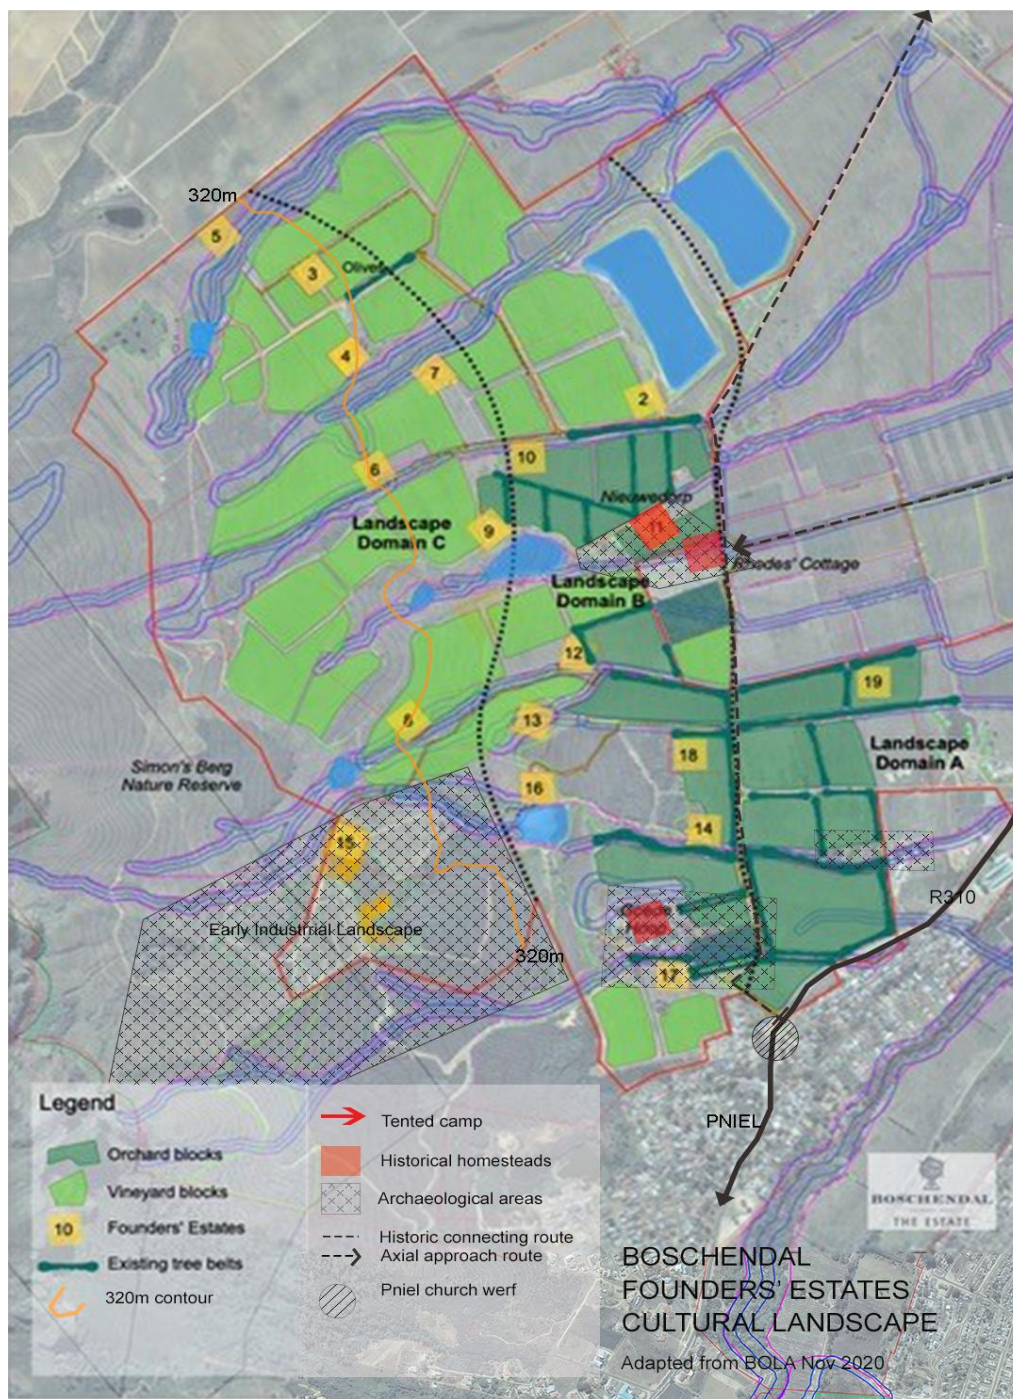 320m
5
3
Olives
4
7
2
10
6
Nieuwedorp
11
9
Landscape
Domain C
Rhodes' Cottage
Landscape
Domain B
12
19
8
13
18
Landscape
Domain A
Simon's Berg
Nature Reserve
16
14
15
R310
Early Industrial Landscape
320m
17
PNIEL
Legend
Orchard blocks
Vineyard blocks
10 Founders' Estates
Existing tree belts
320m contour
Tented camp
Historical homesteads
Archaeological areas
Historic connecting route
Axial approach route
Pniel church werf
BOSCHENDAL
THE ESTATE
BOSCHENDAL
FOUNDERS' ESTATES
CULTURAL LANDSCAPE
Adapted from BOLA Nov 2020